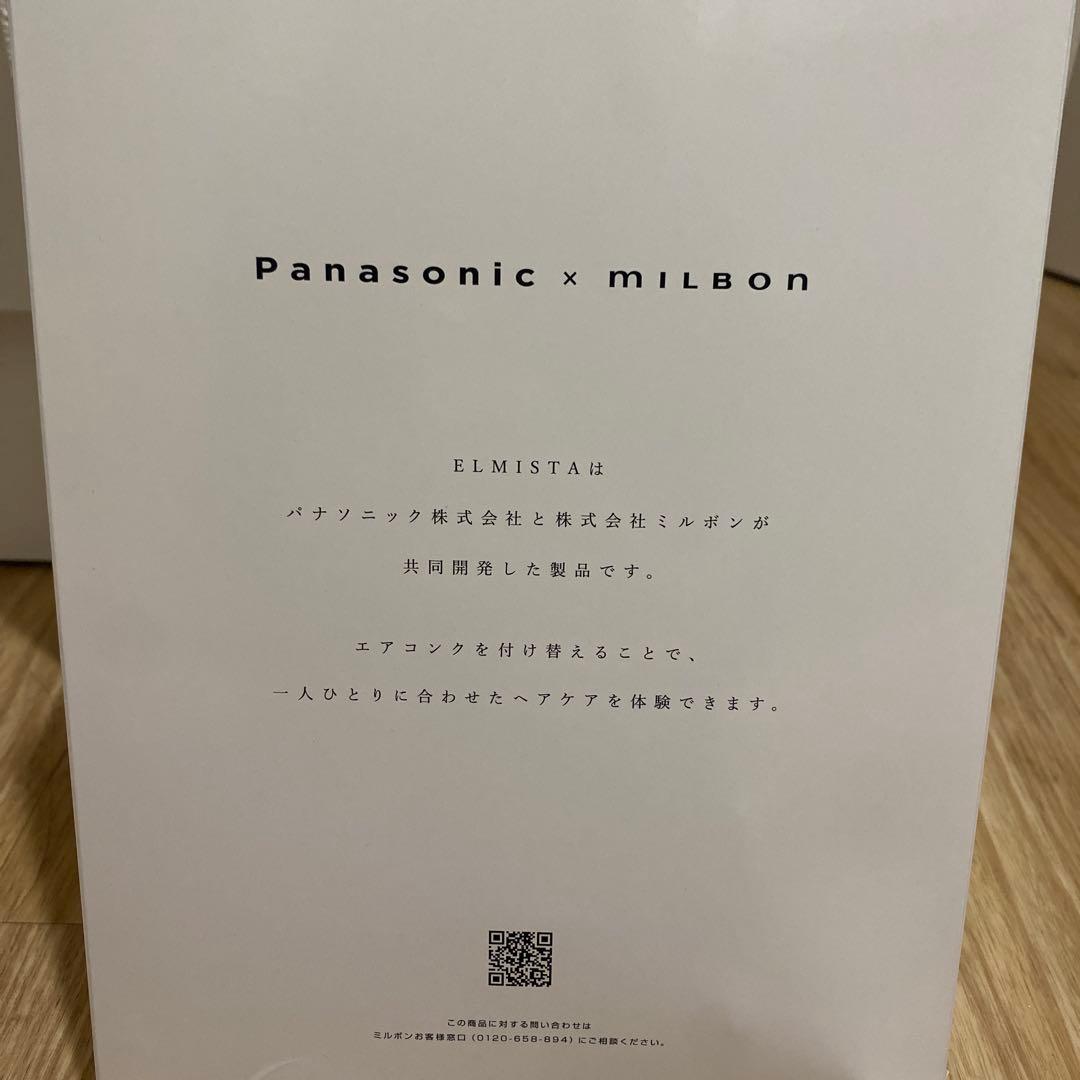 Panasonic × MILBON
ELMISTAは
パナソニック株式会社と株式会社ミルボンが
共同開発した製品です。
エアコンクを付け替えることで、
一人ひとりに合わせたヘアケアを体験できます。
この商品に対する問い合わせは
ミルボンお客様窓口(0120-658-894)にご相談ください。